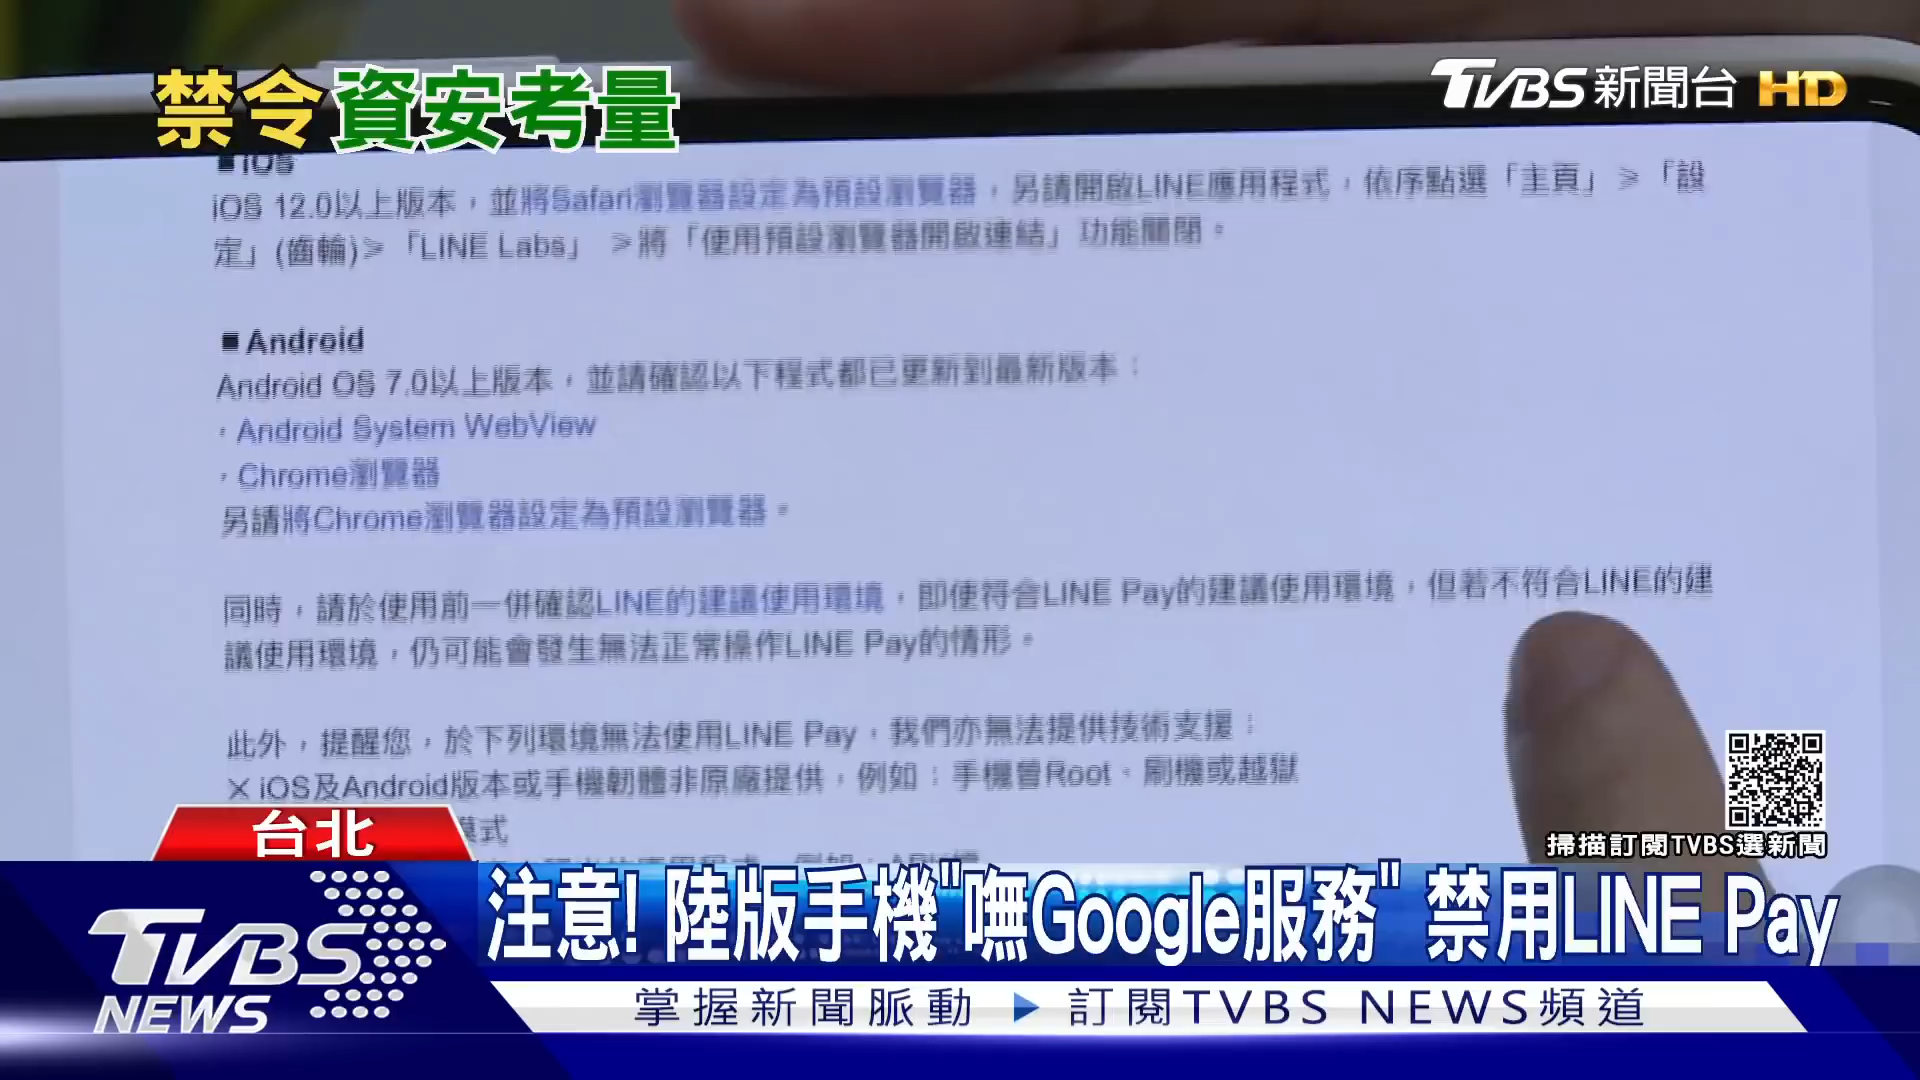 禁令 資安考量
TVBS新聞台 HD
■iOS
iOS 12.0以上版本，並將Safari瀏覽器設定為預設瀏覽器，另請開啟LINE應用程式，依序點選「主頁」>「設
定」(齒輪)>「LINE Labs」 >將「使用預設瀏覽器開啟連結」功能關閉。
■Android
Android OS 7.0以上版本，並請確認以下程式都已更新到最新版本：
· Android System WebView
· Chrome瀏覽器
另請將Chrome瀏覽器設定為預設瀏覽器。
同時，請於使用前一併確認LINE的建議使用環境，即使符合LINE Pay的建議使用環境，但若不符合LINE的建
議使用環境，仍可能會發生無法正常操作LINE Pay的情形。
此外，提醒您，於下列環境無法使用LINE Pay，我們亦無法提供技術支援：
X iOS及Android版本或手機韌體非原廠提供，例如：手機曾Root、刷機或越獄
模式
掃描訂閱TVBS選新聞
台北
注意! 陸版手機"嘸Google服務" 禁用LINE Pay
TVBS NEWS
掌握新聞脈動 ▶ 訂閱TVBS NEWS頻道